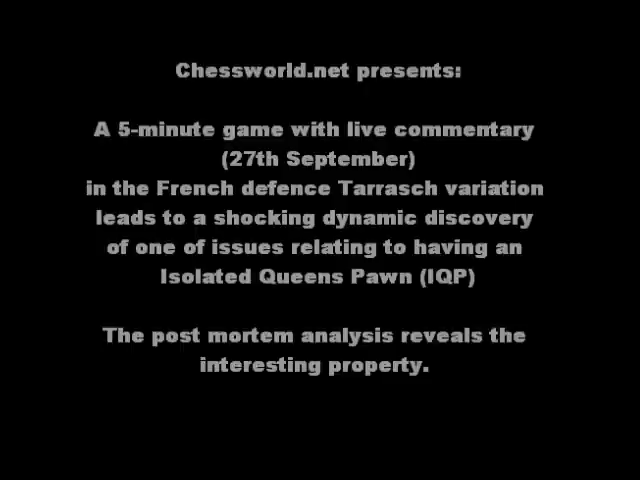 Chessworld.net presents:
A 5-minute game with live commentary
(27th September)
in the French defence Tarrasch variation
leads to a shocking dynamic discovery
of one of issues relating to having an
Isolated Queens Pawn (IQP)
The post mortem analysis reveals the
interesting property.